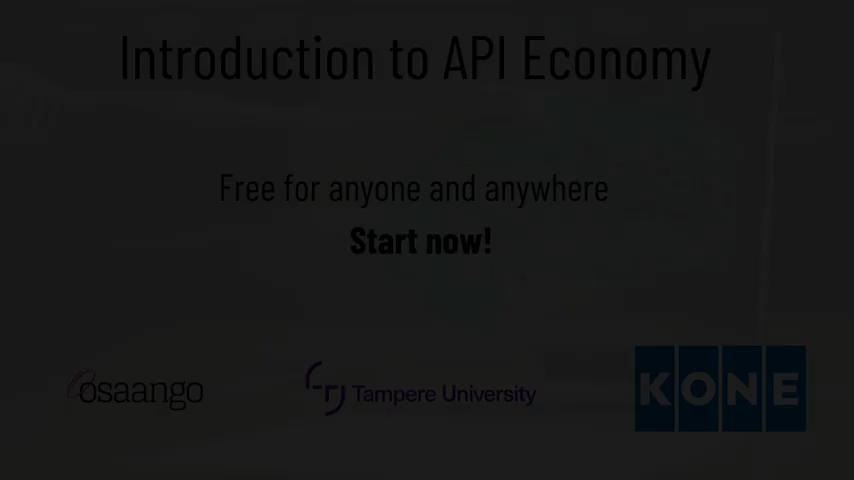 Introduction to API Economy
Free for anyone and anywhere
Start now!
osaango
Tampere University
KONE